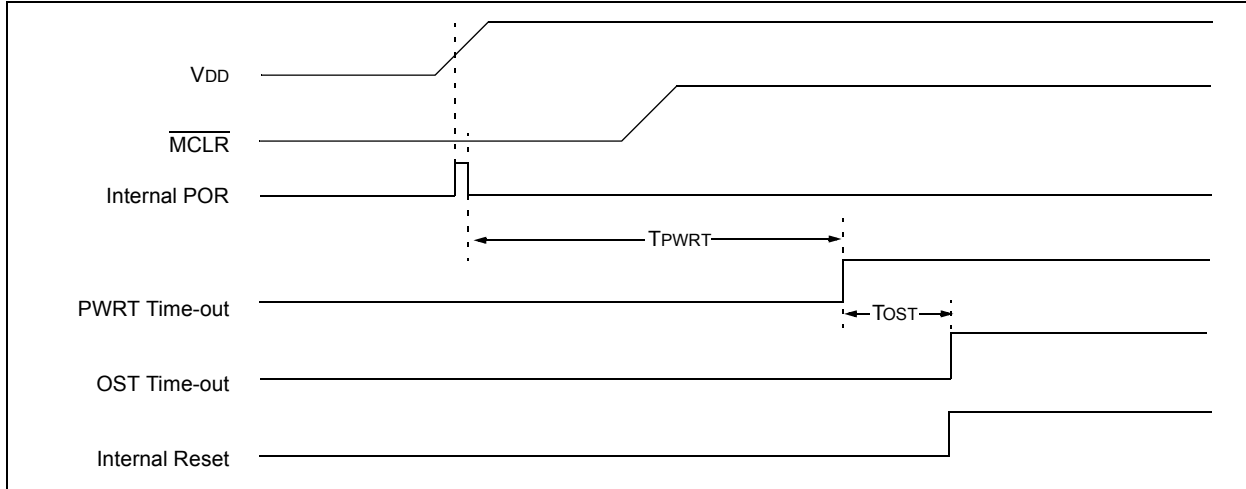 VDD
MCLR
Internal POR
TPWRT
PWRT Time-out
TOST
OST Time-out
Internal Reset